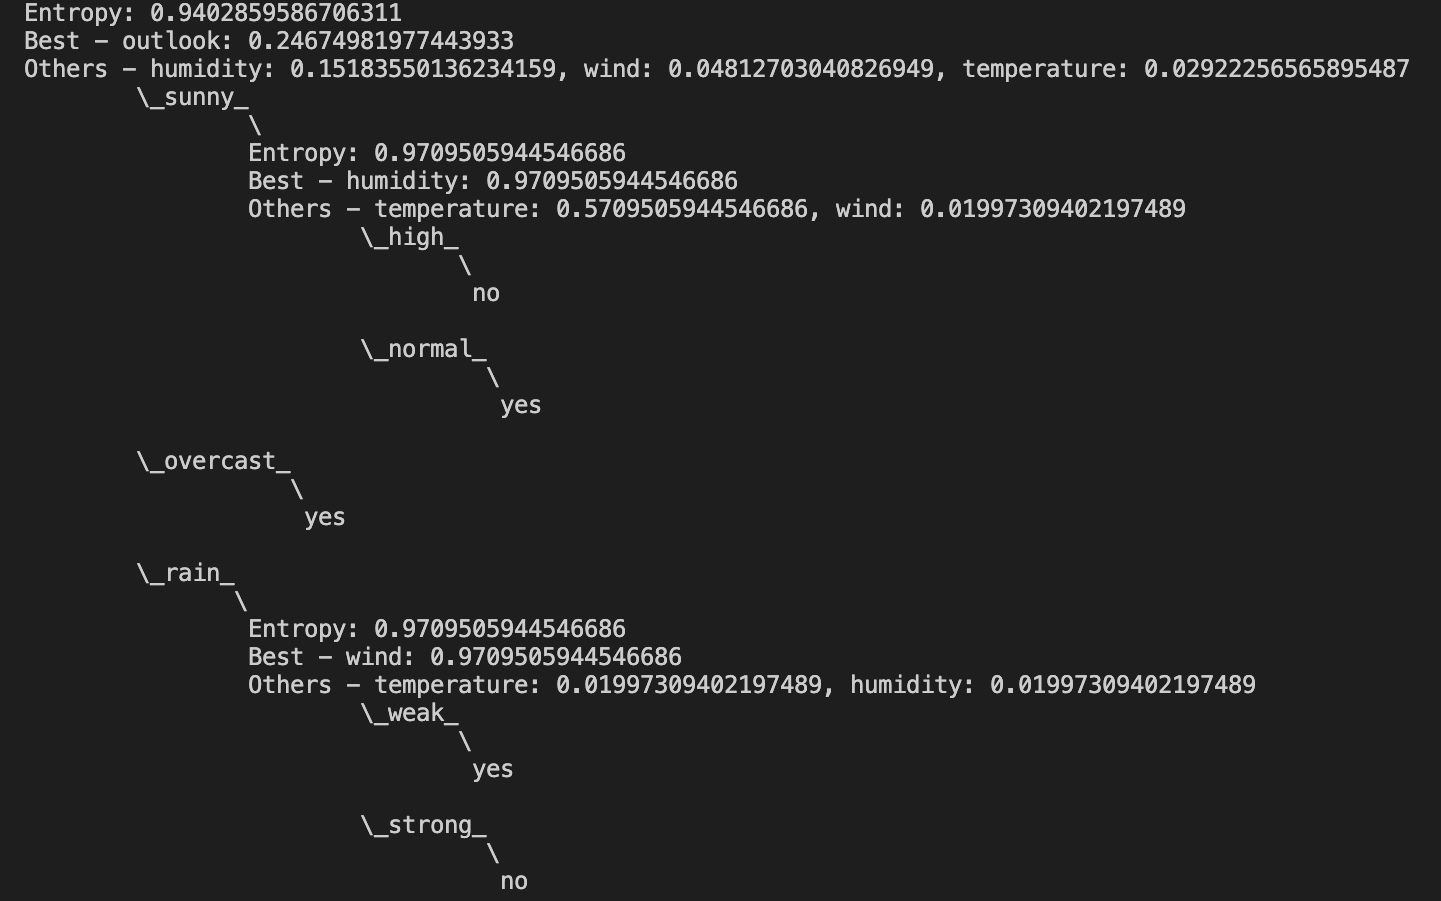 Entropy: 0.9402859586706311
Best - outlook: 0.24674981977443933
Others - humidity: 0.15183550136234159, wind: 0.04812703040826949, temperature: 0.02922256565895487
\_sunny_
\
Entropy: 0.9709505944546686
Best - humidity: 0.9709505944546686
Others - temperature: 0.5709505944546686, wind: 0.01997309402197489
\_high_
\
no
\_normal_
\
yes
\_overcast_
\
yes
\_rain_
\
Entropy: 0.9709505944546686
Best - wind: 0.9709505944546686
Others - temperature: 0.01997309402197489, humidity: 0.01997309402197489
\_weak_
\
yes
\_strong_
\
no